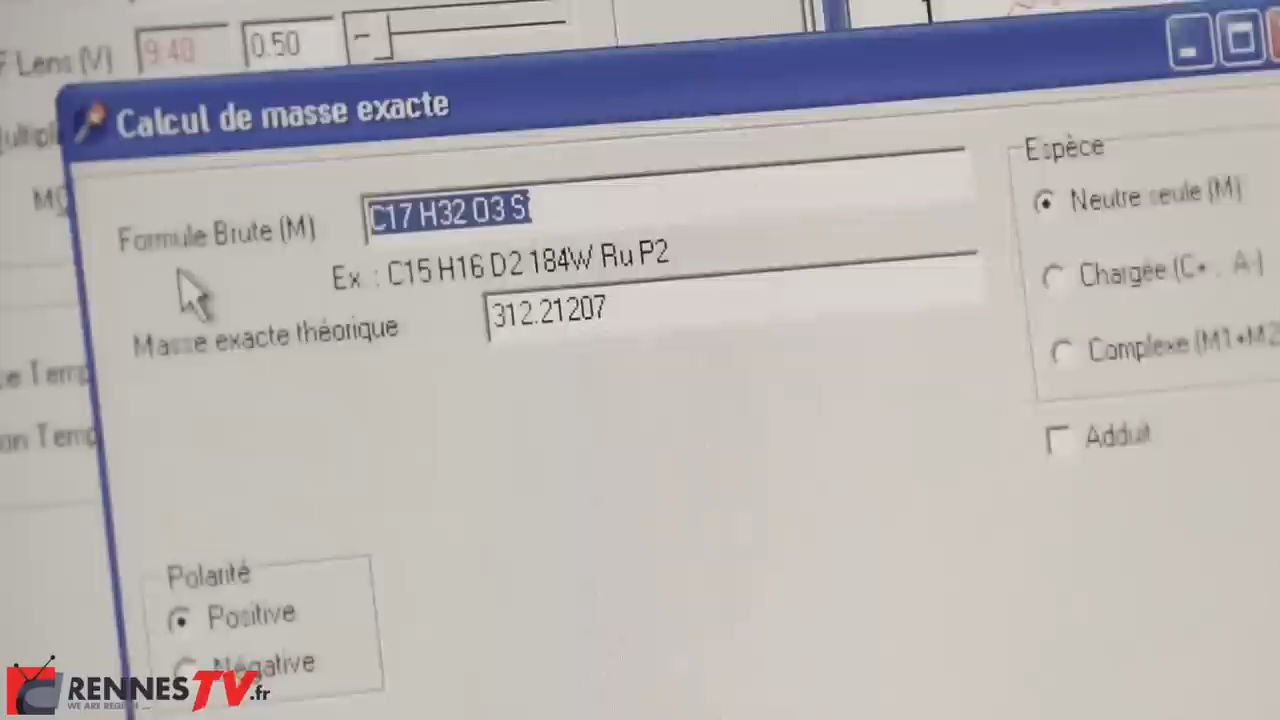 F Lens (V) 9.40 0.50
Calcul de masse exacte
Formule Brute (M) C17 H32 O3 Si
Ex. : C15 H16 D2 184W Ru P2
Masse exacte théorique 312.21207
Espèce
Neutre seule (M)
Chargée (C+ , A-)
Complexe (M1+M2
Adduit
Polarité
Positive
Négative
RENNES TV.fr
WE ARE